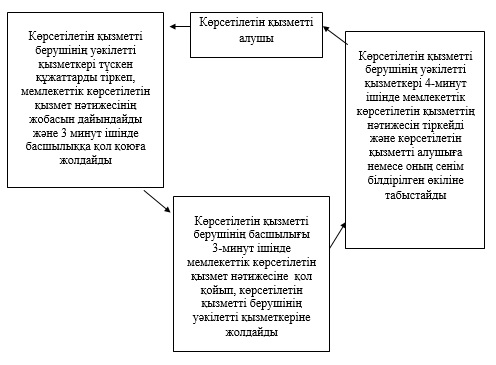 Көрсетілетін қызметті
алушы
Көрсетілетін қызметті
берушінің уәкілетті
қызметкері түскен
құжаттарды тіркеп,
мемлекеттік көрсетілетін
қызмет нәтижесінің
жобасын дайындайды
және 3 минут ішінде
басшылыққа қол қоюға
жолдайды
Көрсетілетін қызметті
берушінің басшылығы
3-минут ішінде
мемлекеттік көрсетілетін
қызмет нәтижесіне қол
қойып, көрсетілетін
қызметті берушінің
уәкілетті қызметкеріне
жолдайды
Көрсетілетін қызметті
берушінің уәкілетті
қызметкері 4-минут
ішінде мемлекеттік
көрсетілетін қызметтің
нәтижесін тіркейді
және көрсетілетін
қызметті алушыға
немесе оның сенім
білдірілген өкіліне
табыстайды